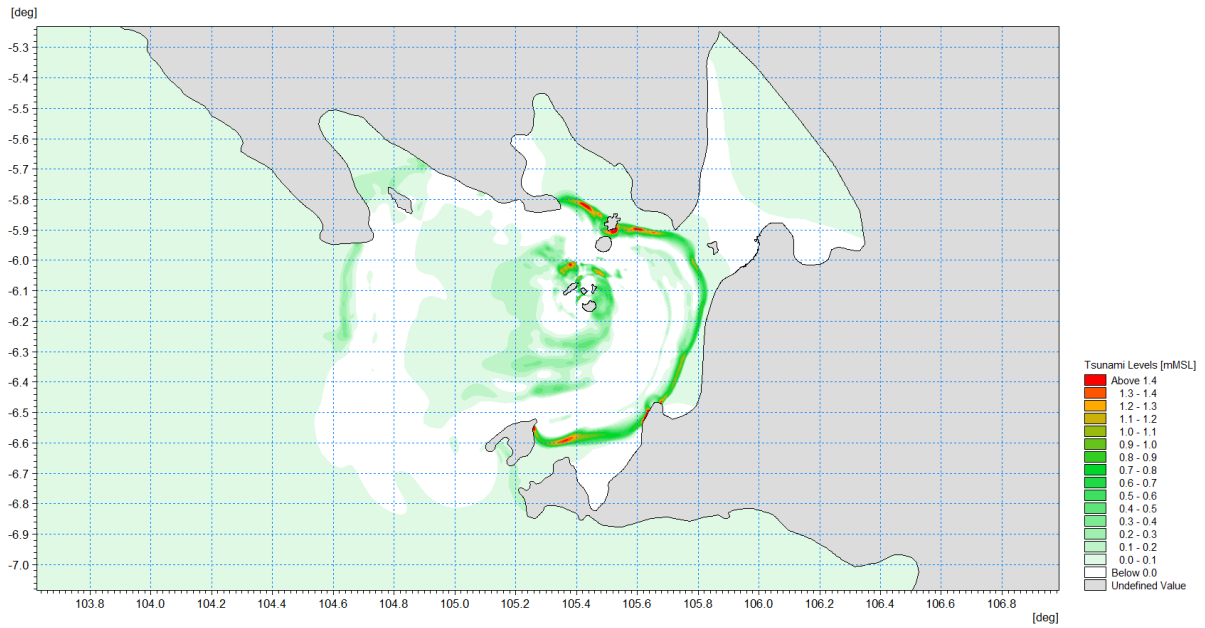 [deg]
-5.3
-5.4
-5.5
-5.6
-5.7
-5.8
-5.9
-6.0
-6.1
-6.2
-6.3
-6.4
-6.5
-6.6
-6.7
-6.8
-6.9
-7.0
103.8 104.0 104.2 104.4 104.6 104.8 105.0 105.2 105.4 105.6 105.8 106.0 106.2 106.4 106.6 106.8
[deg]
Tsunami Levels [mMSL]
Above 1.4
1.3 - 1.4
1.2 - 1.3
1.1 - 1.2
1.0 - 1.1
0.9 - 1.0
0.8 - 0.9
0.7 - 0.8
0.6 - 0.7
0.5 - 0.6
0.4 - 0.5
0.3 - 0.4
0.2 - 0.3
0.1 - 0.2
0.0 - 0.1
Below 0.0
Undefined Value